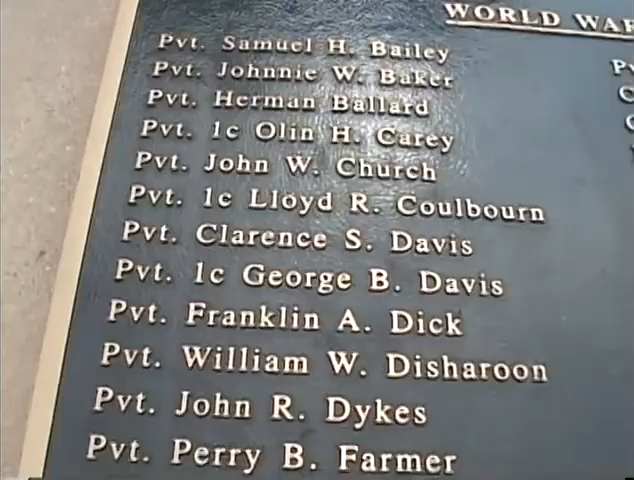 WORLD WAR
Pvt. Samuel H. Bailey
Pvt. Johnnie W. Baker
Pvt. Herman Ballard
Pvt. 1c Olin H. Carey
Pvt. John W. Church
Pvt. 1c Lloyd R. Coulbourn
Pvt. Clarence S. Davis
Pvt. 1c George B. Davis
Pvt. Franklin A. Dick
Pvt. William W. Disharoon
Pvt. John R. Dykes
Pvt. Perry B. Farmer